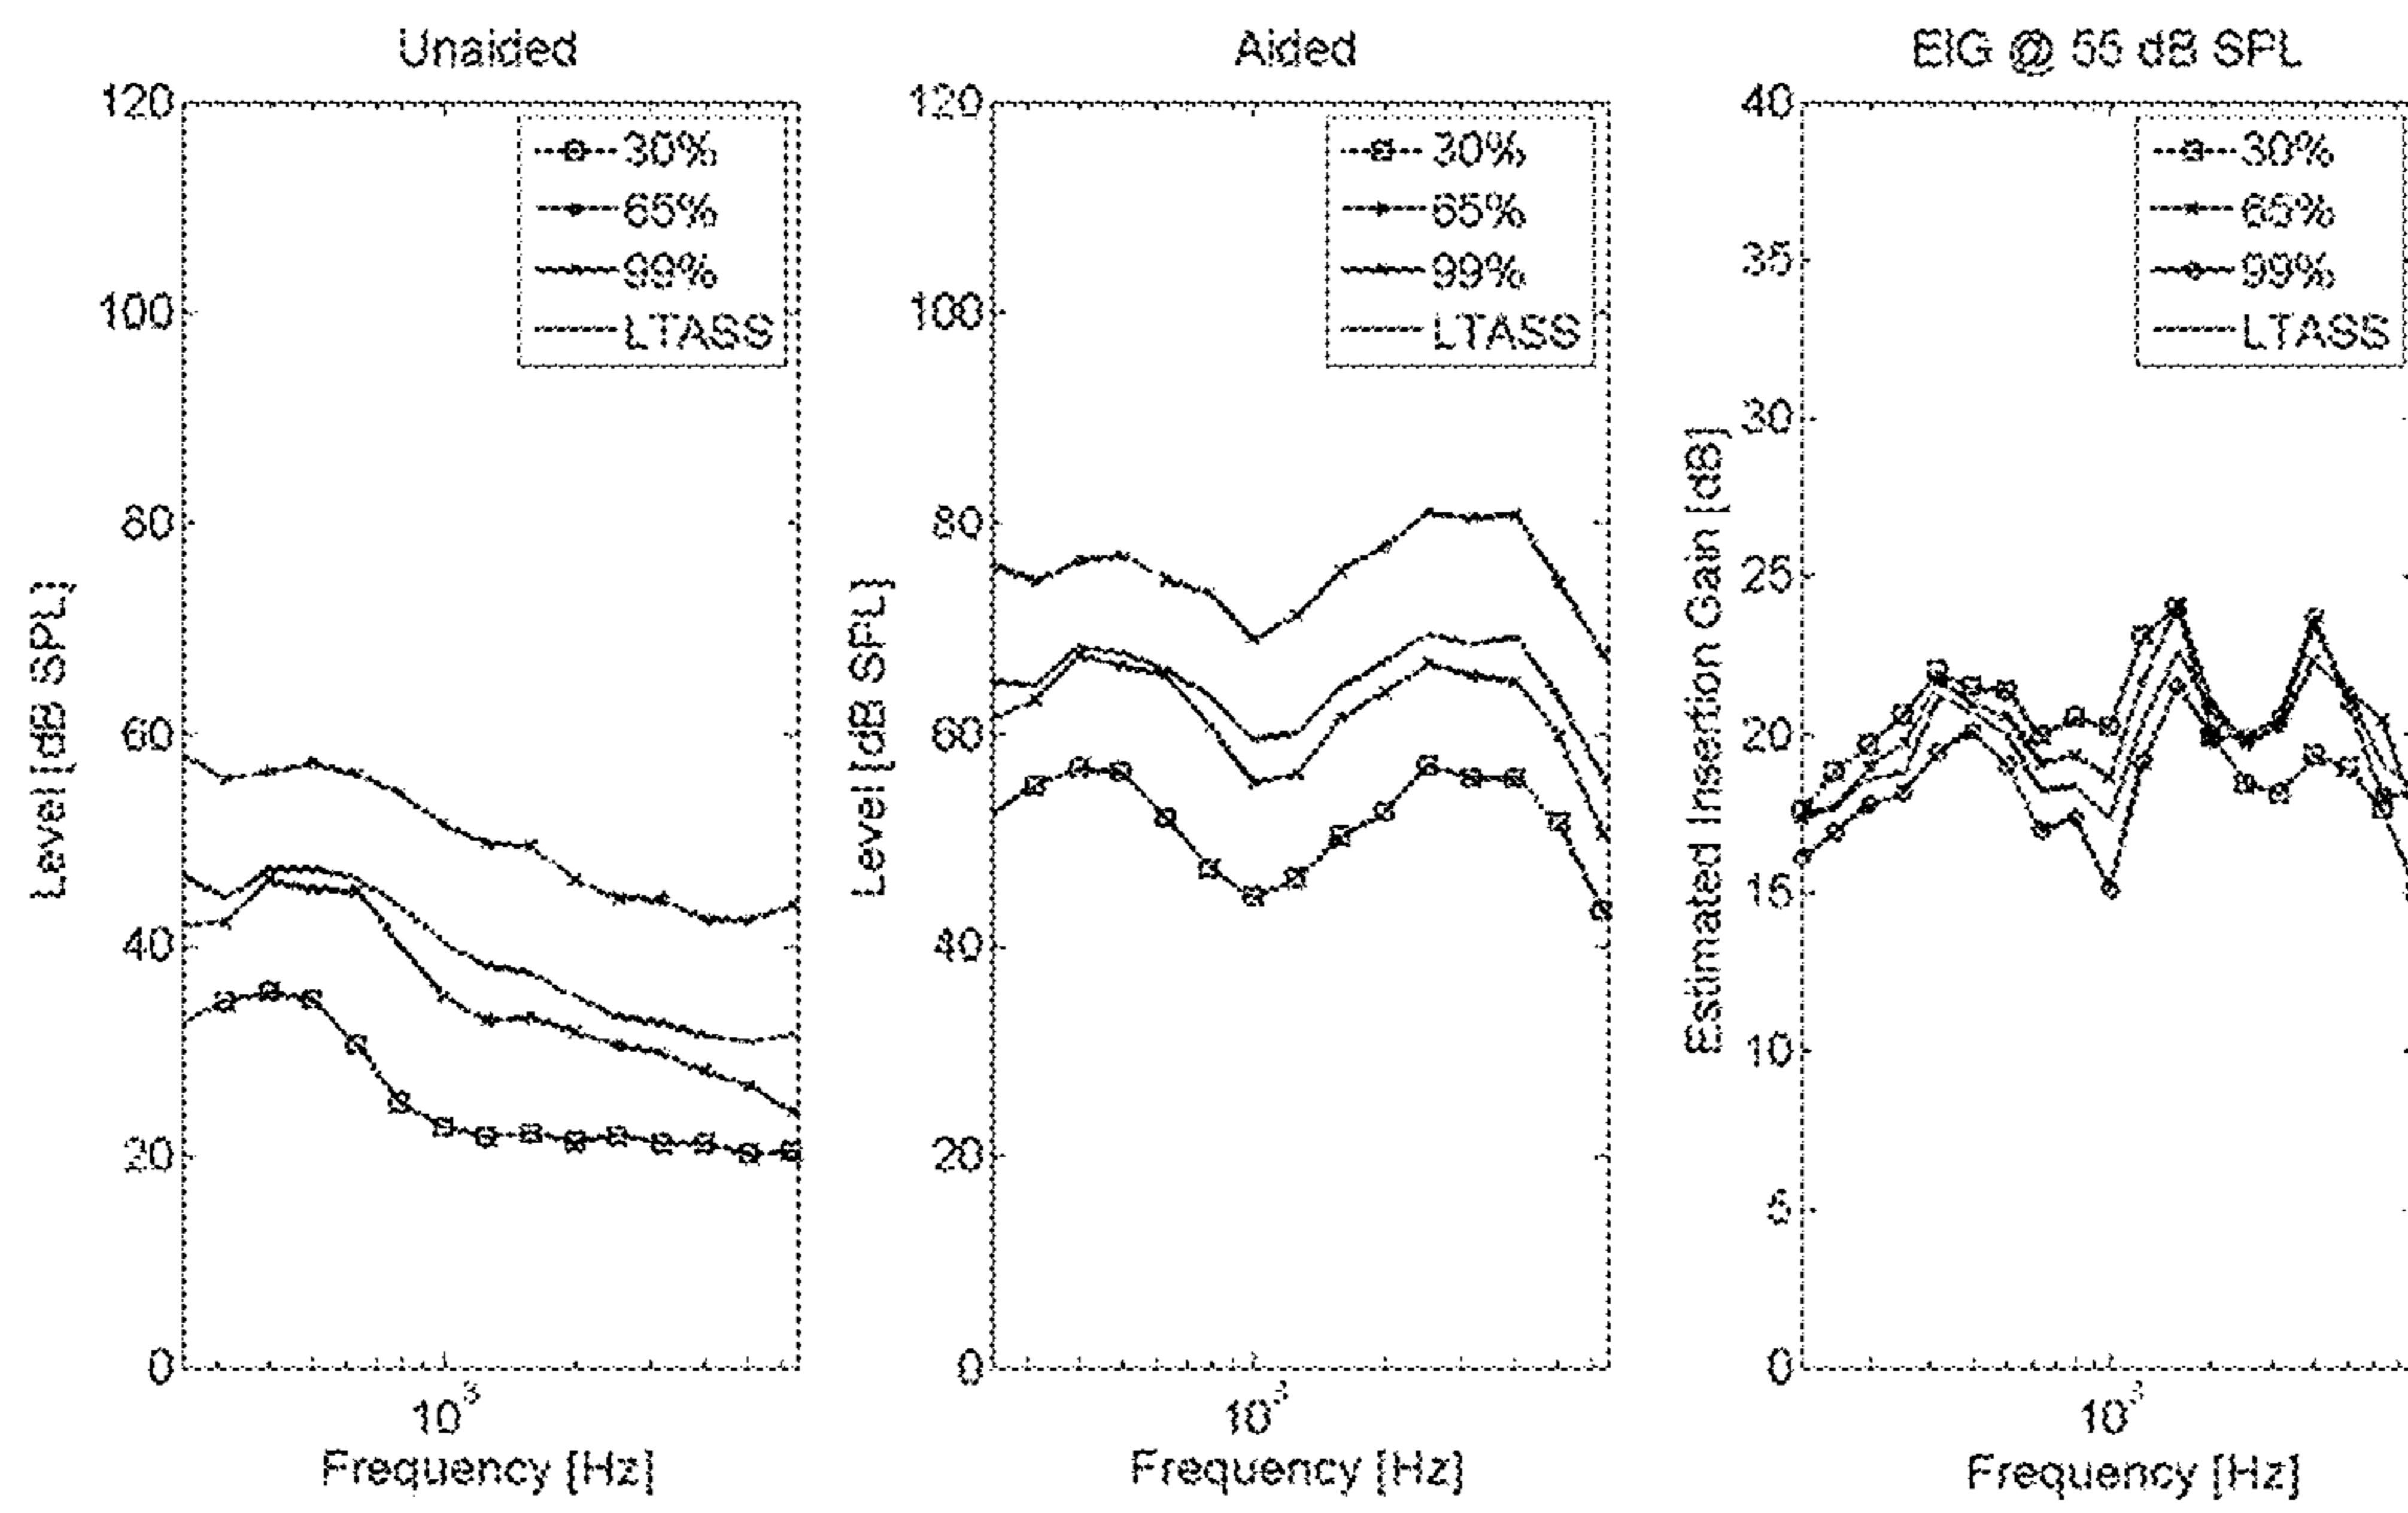 Unaided
120
100
80
60
40
20
0
30%
65%
99%
LTASS
Level [dB SPL]
10³
Frequency [Hz]
Aided
120
100
80
60
40
20
0
30%
65%
99%
LTASS
Level [dB SPL]
10³
Frequency [Hz]
EIG @ 55 dB SPL
40
35
30
25
20
15
10
5
0
30%
65%
99%
LTASS
Estimated Insertion Gain [dB]
10³
Frequency [Hz]